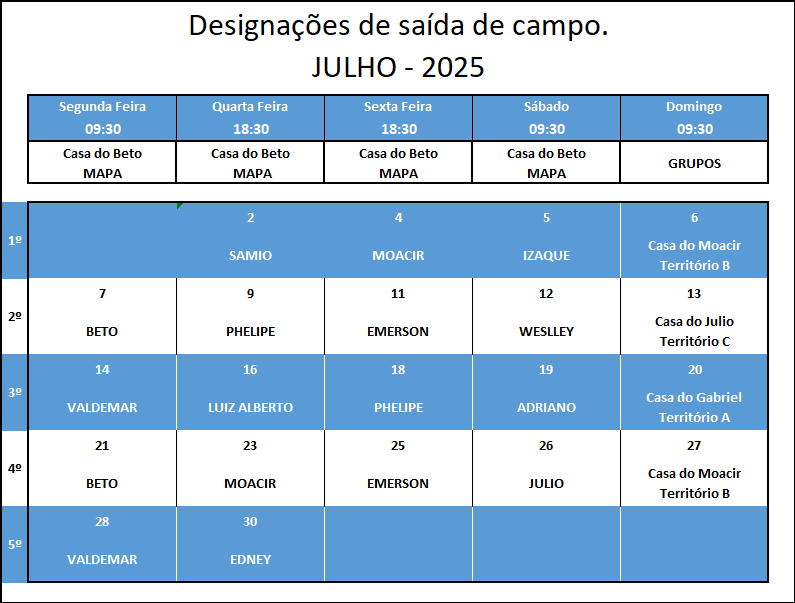 Designações de saída de campo.
JULHO - 2025
Segunda Feira Quarta Feira Sexta Feira Sábado Domingo
09:30 18:30 18:30 09:30 09:30
Casa do Beto Casa do Beto Casa do Beto Casa do Beto GRUPOS
MAPA MAPA MAPA MAPA
1º
2 4 5 6
SAMIO MOACIR IZAQUE Casa do Moacir
Território B
2º
7 9 11 12 13
BETO PHELIPE EMERSON WESLLEY Casa do Julio
Território C
3º
14 16 18 19 20
VALDEMAR LUIZ ALBERTO PHELIPE ADRIANO Casa do Gabriel
Território A
4º
21 23 25 26 27
BETO MOACIR EMERSON JULIO Casa do Moacir
Território B
5º
28 30
VALDEMAR EDNEY